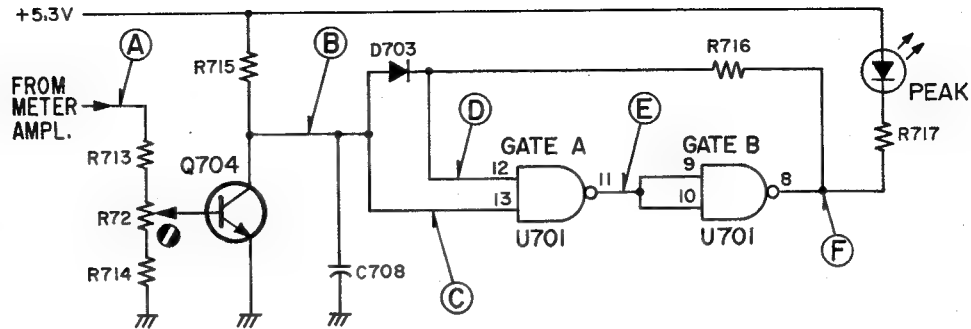 +5.3V
A
B
D703
R716
R715
FROM
METER
AMPL.
PEAK
D
E
GATE A
GATE B
R717
R713
Q704
12
11
9
8
13
10
R72
U701
U701
F
R714
C708
C